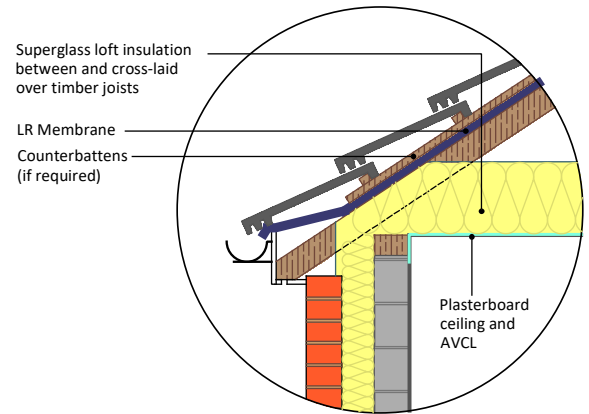 Superglass loft insulation
between and cross-laid
over timber joists
LR Membrane
Counterbattens
(if required)
Plasterboard
ceiling and
AVCL